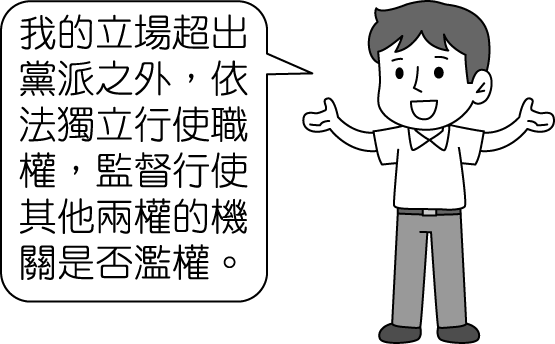 我的立場超出
黨派之外，依
法獨立行使職
權，監督行使
其他兩權的機
關是否濫權。